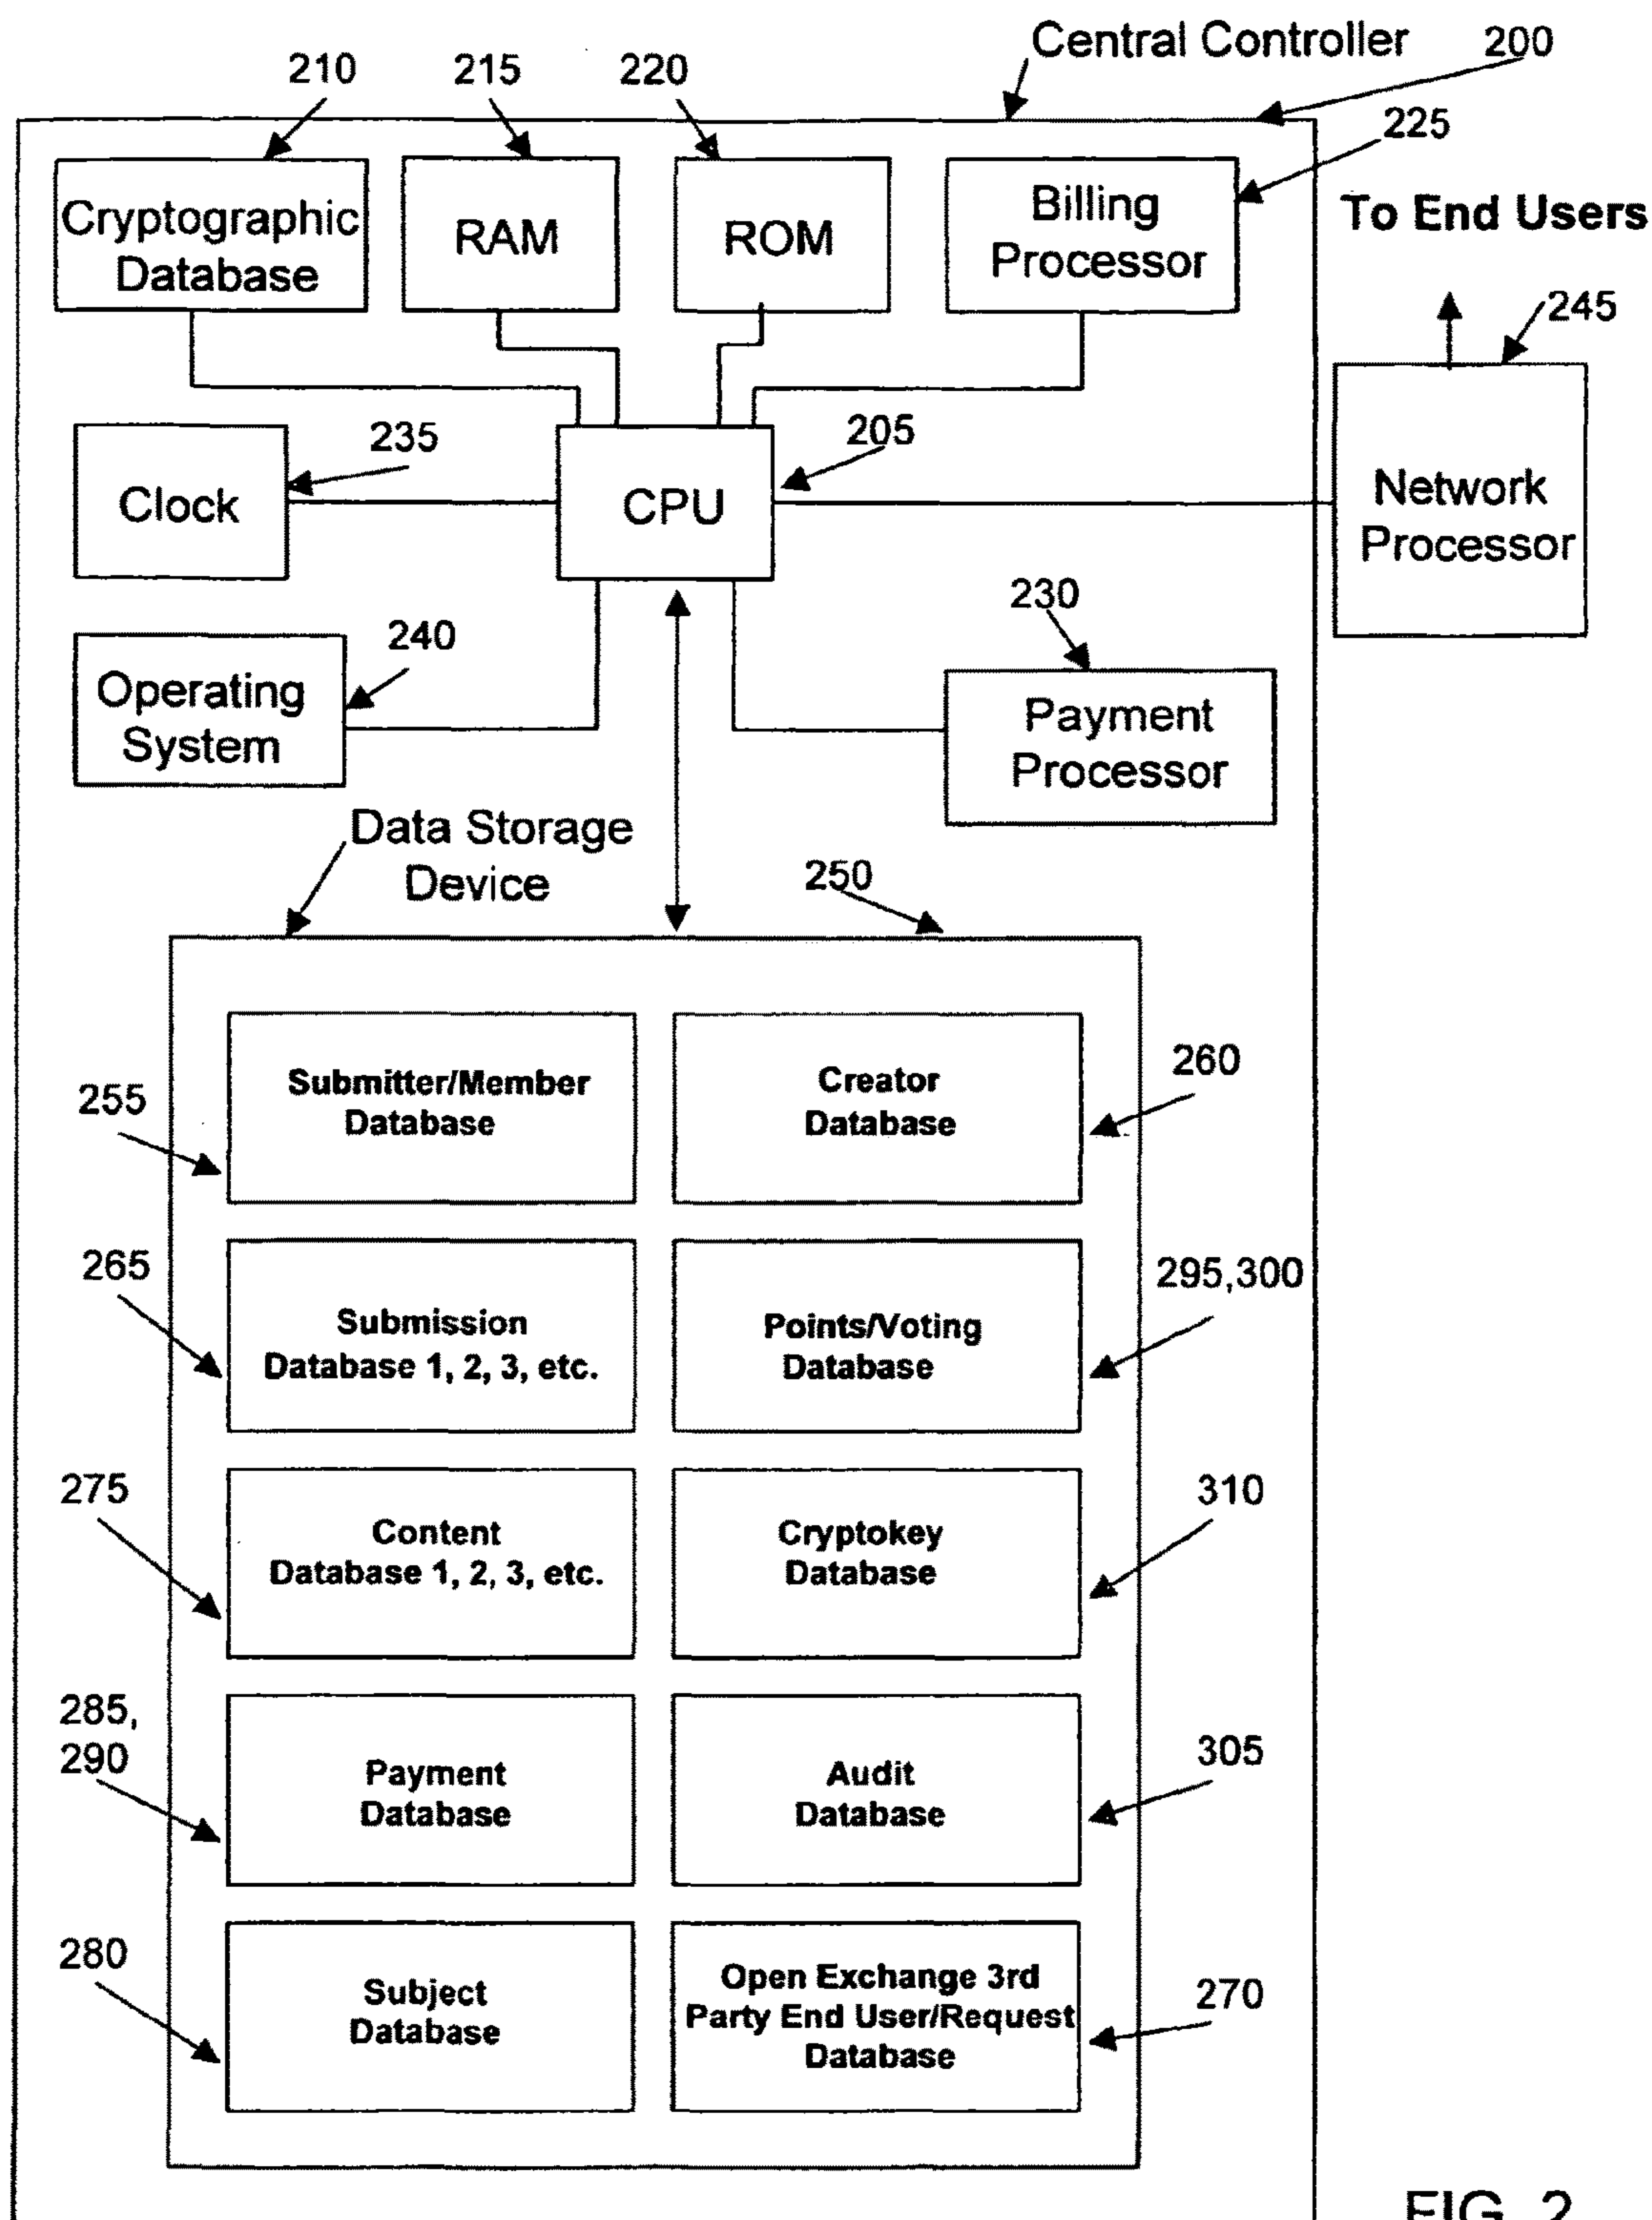 Central Controller
200
210
215
220
225
Cryptographic
Database
RAM
ROM
Billing
Processor
To End Users
245
235
205
Clock
CPU
Network
Processor
230
240
Operating
System
Payment
Processor
Data Storage
Device
250
255
Submitter/Member
Database
Creator
Database
260
265
Submission
Database 1, 2, 3, etc.
Points/Voting
Database
295,300
275
Content
Database 1, 2, 3, etc.
Cryptokey
Database
310
285,
290
Payment
Database
Audit
Database
305
280
Subject
Database
Open Exchange 3rd
Party End User/Request
Database
270
FIG. 2